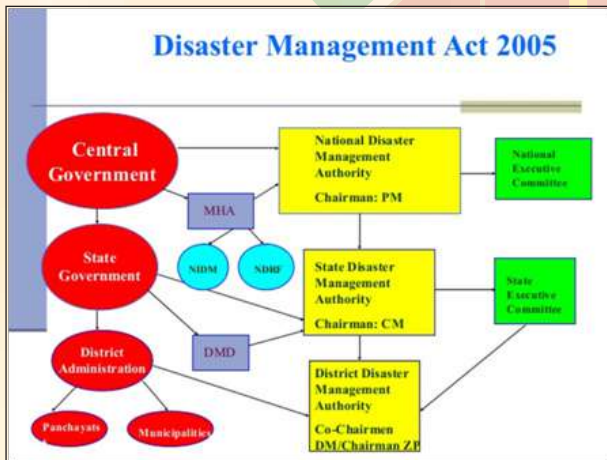 Disaster Management Act 2005
Central
Government
National Disaster
Management
Authority
Chairman: PM
National
Executive
Committee
MHA
State
Government
NIDM
NDRF
State Disaster
Management
Authority
Chairman: CM
State
Executive
Committee
DMD
District
Administration
District Disaster
Management
Authority
Co-Chairmen
DM/Chairman ZP
Panchayats
Municipalities